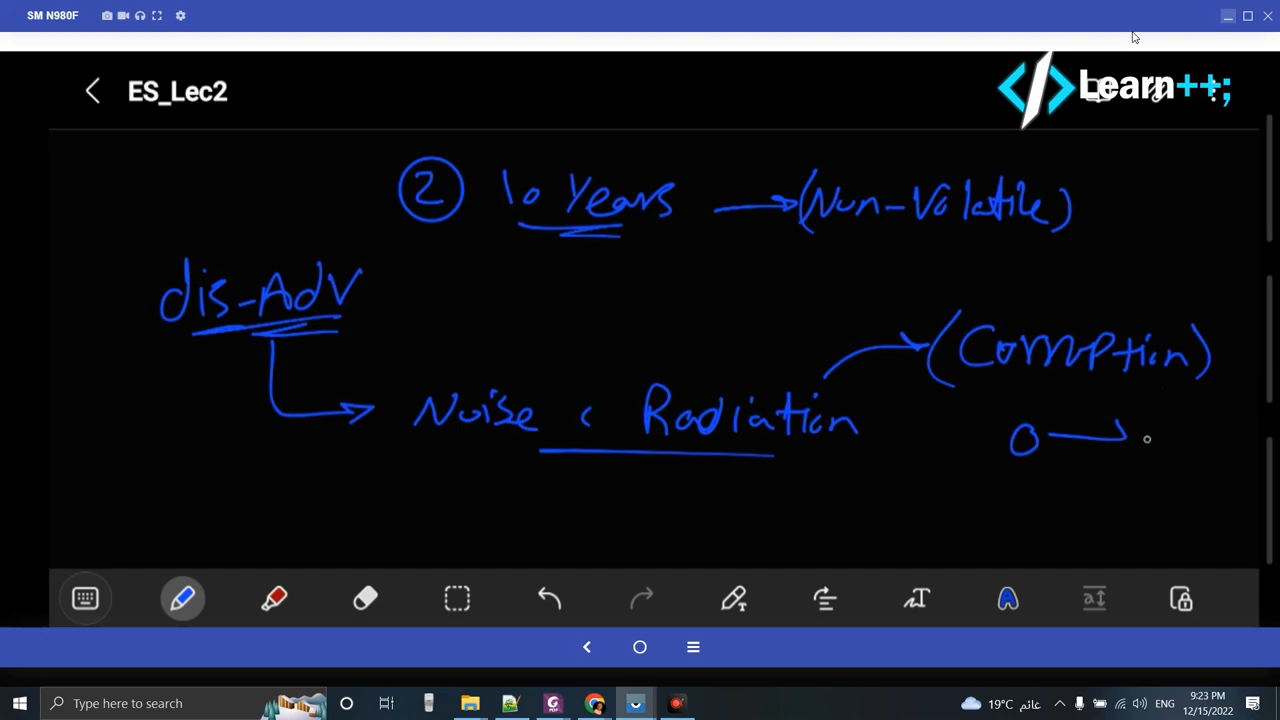 SM N980F
ES_Lec2
</> Learn++;
② 10 Years → (Non-Volatile)
dis-Adv
(Corruption)
Noise c Radiation
0 →
Type here to search
19°C غائم
ENG
9:23 PM
12/15/2022